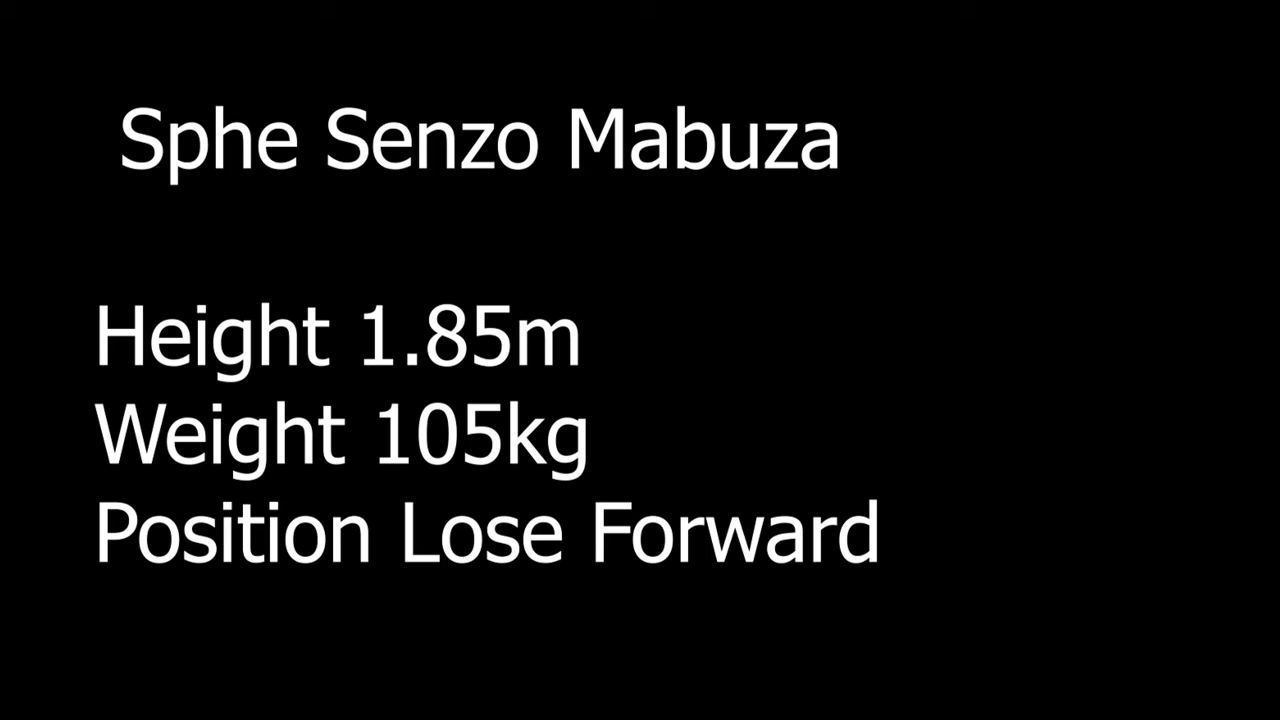 Sphe Senzo Mabuza
Height 1.85m
Weight 105kg
Position Lose Forward